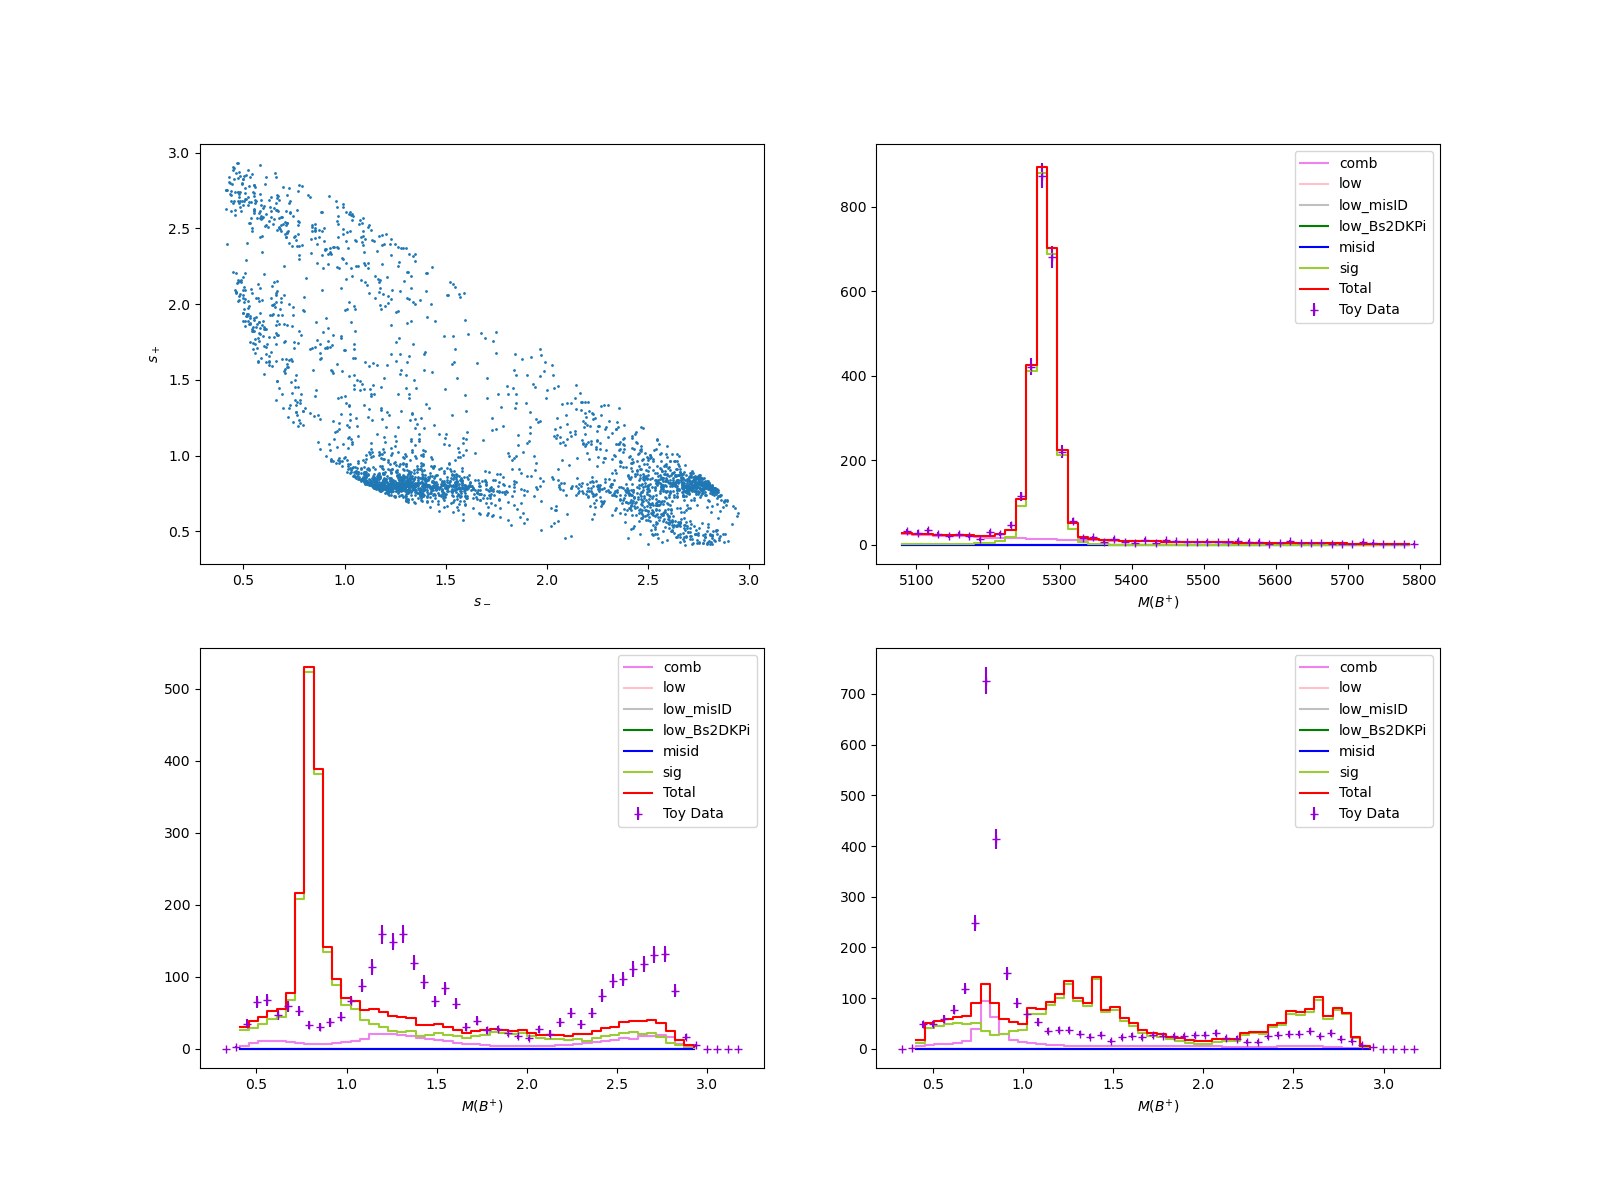 3.0
2.5
2.0
1.5
1.0
0.5
s₊
0.5 1.0 1.5 2.0 2.5 3.0
s₋
800
600
400
200
0
5100 5200 5300 5400 5500 5600 5700 5800
M(B⁺)
comb
low
low_misID
low_Bs2DKPi
misid
sig
Total
Toy Data
500
400
300
200
100
0
0.5 1.0 1.5 2.0 2.5 3.0
M(B⁺)
comb
low
low_misID
low_Bs2DKPi
misid
sig
Total
Toy Data
700
600
500
400
300
200
100
0
0.5 1.0 1.5 2.0 2.5 3.0
M(B⁺)
comb
low
low_misID
low_Bs2DKPi
misid
sig
Total
Toy Data